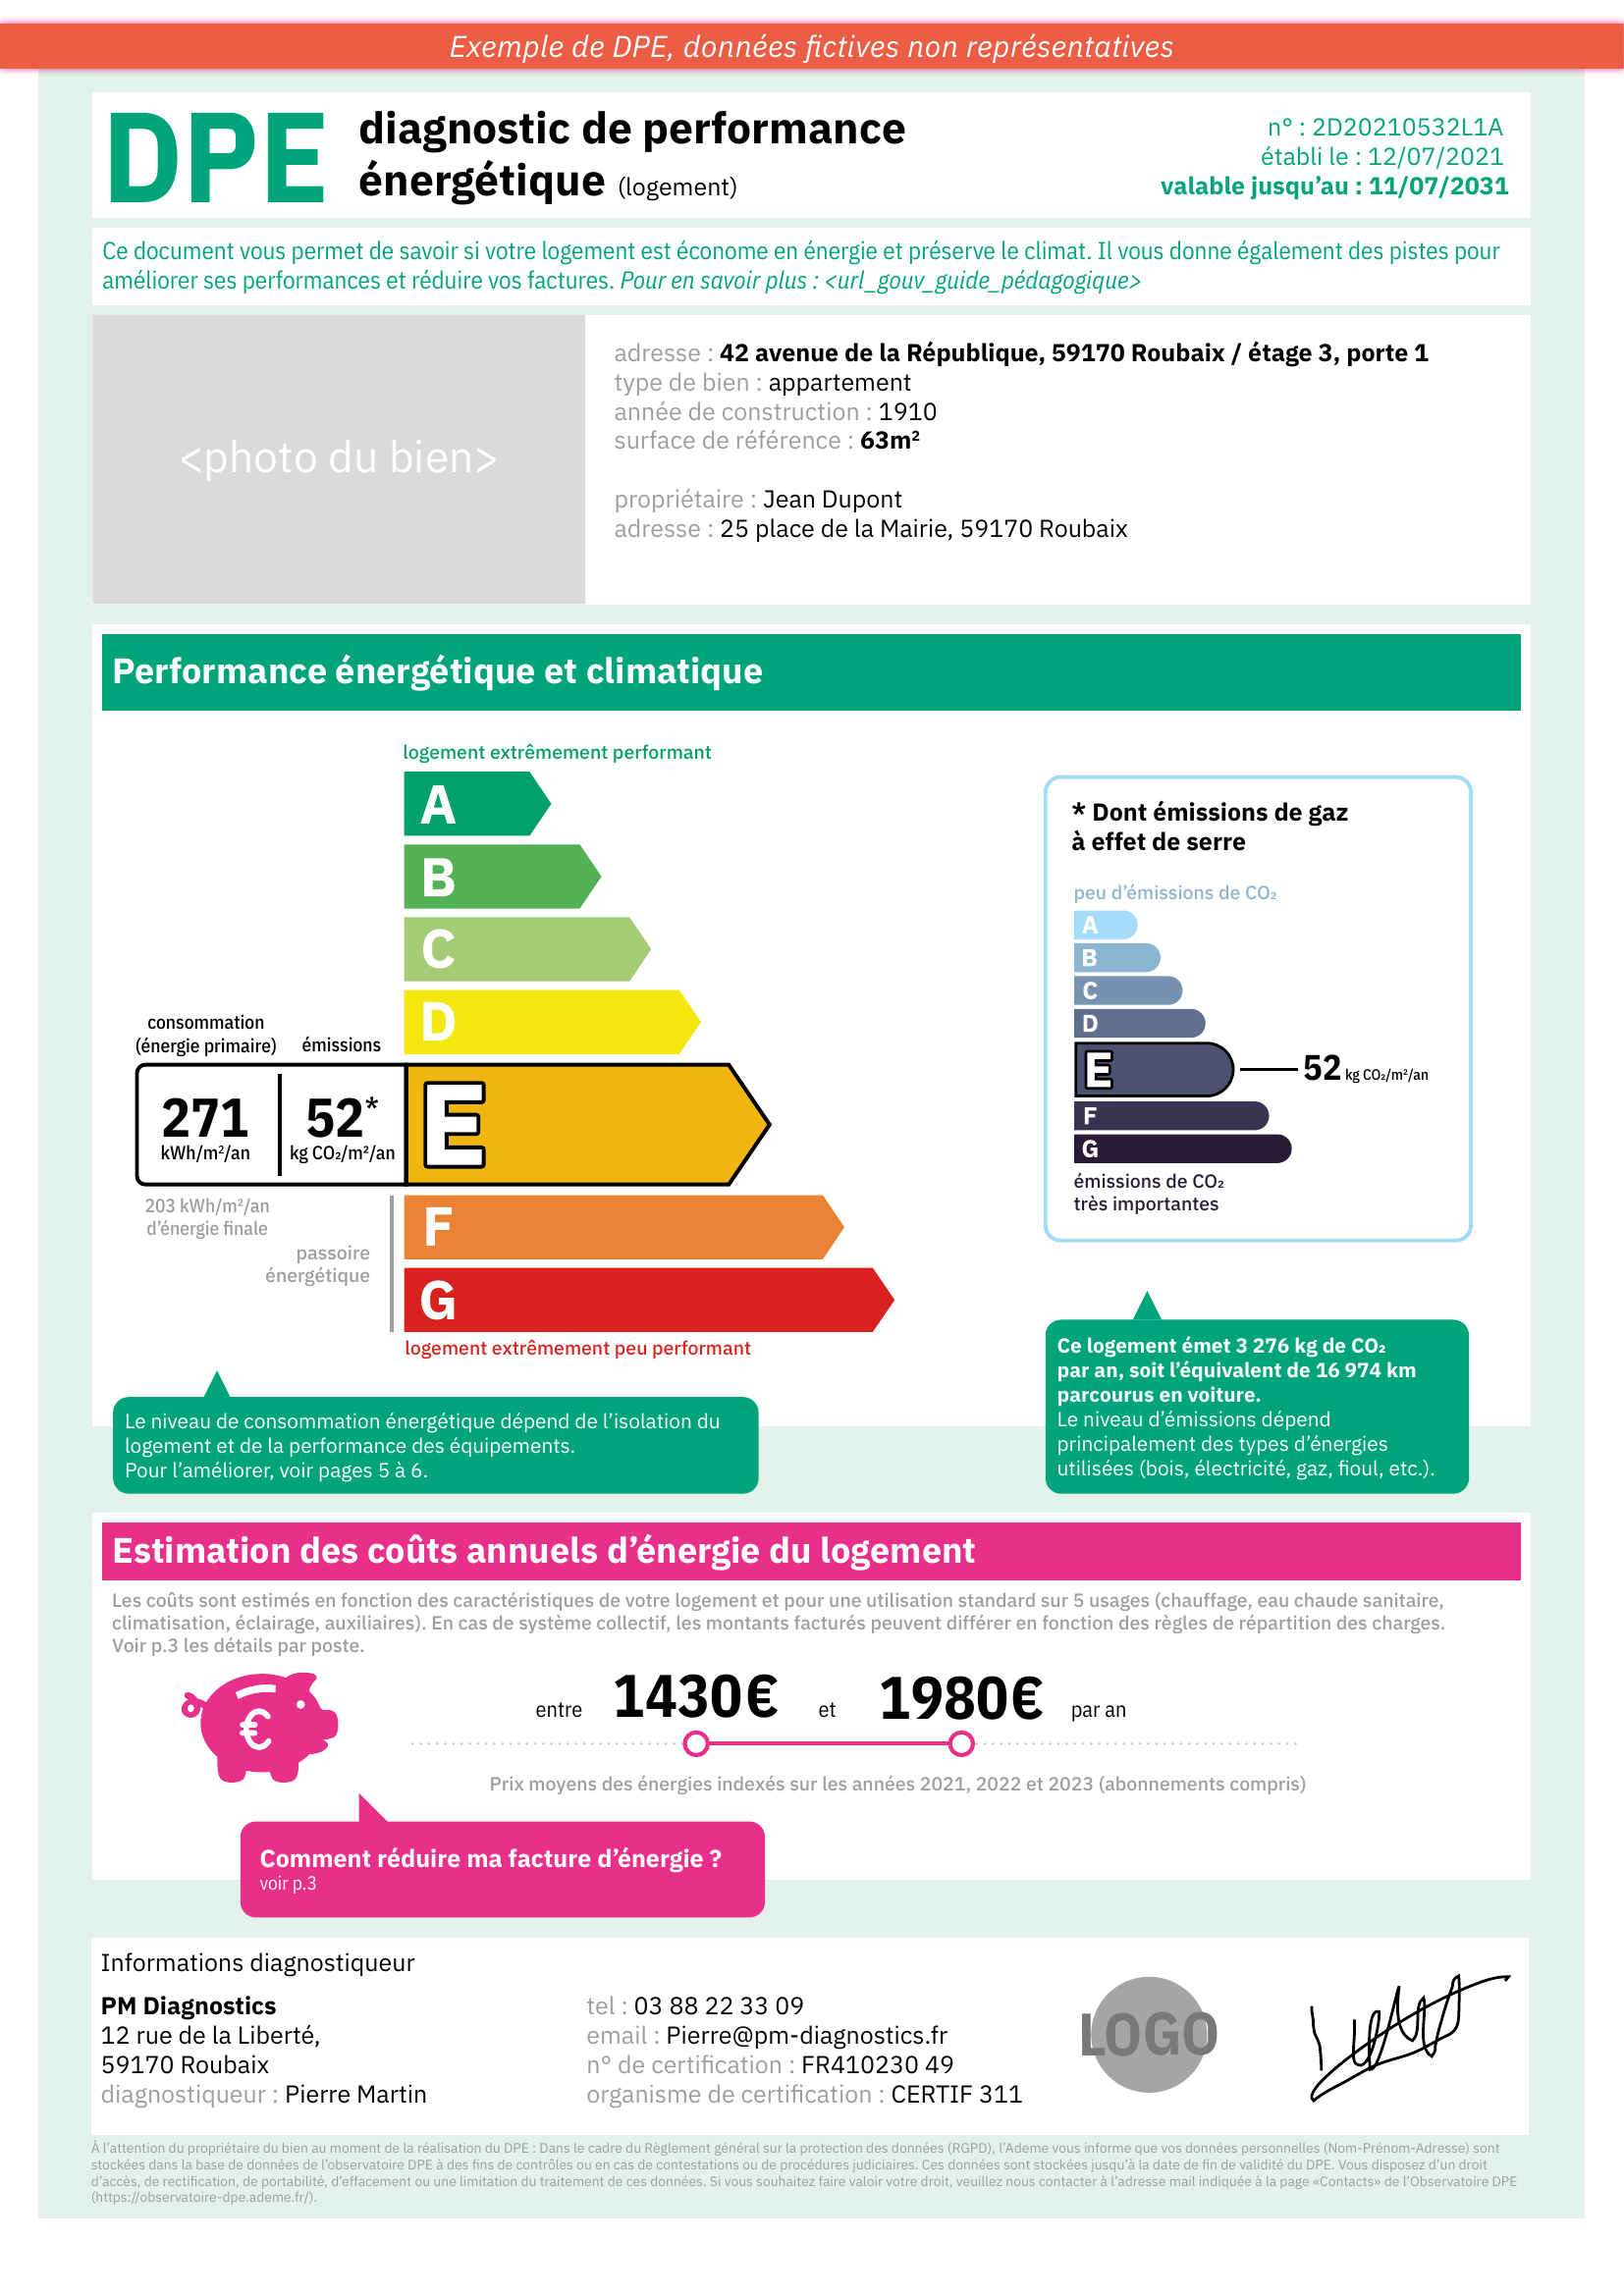 Exemple de DPE, données fictives non représentatives
DPE
diagnostic de performance
énergétique (logement)
n° : 2D20210532L1A
établi le : 12/07/2021
valable jusqu’au : 11/07/2031
Ce document vous permet de savoir si votre logement est économe en énergie et préserve le climat. Il vous donne également des pistes pour
améliorer ses performances et réduire vos factures. Pour en savoir plus : <url_gouv_guide_pédagogique>
<photo du bien>
adresse : 42 avenue de la République, 59170 Roubaix / étage 3, porte 1
type de bien : appartement
année de construction : 1910
surface de référence : 63m²
propriétaire : Jean Dupont
adresse : 25 place de la Mairie, 59170 Roubaix
Performance énergétique et climatique
logement extrêmement performant
A
B
C
D
consommation
(énergie primaire)
émissions
271
kWh/m²/an
52*
kg CO₂/m²/an
E
203 kWh/m²/an
d’énergie finale
passoire
énergétique
F
G
logement extrêmement peu performant
* Dont émissions de gaz
à effet de serre
peu d’émissions de CO₂
A
B
C
D
E
52 kg CO₂/m²/an
F
G
émissions de CO₂
très importantes
Le niveau de consommation énergétique dépend de l’isolation du
logement et de la performance des équipements.
Pour l’améliorer, voir pages 5 à 6.
Ce logement émet 3 276 kg de CO₂
par an, soit l’équivalent de 16 974 km
parcourus en voiture.
Le niveau d’émissions dépend
principalement des types d’énergies
utilisées (bois, électricité, gaz, fioul, etc.).
Estimation des coûts annuels d’énergie du logement
Les coûts sont estimés en fonction des caractéristiques de votre logement et pour une utilisation standard sur 5 usages (chauffage, eau chaude sanitaire,
climatisation, éclairage, auxiliaires). En cas de système collectif, les montants facturés peuvent différer en fonction des règles de répartition des charges.
Voir p.3 les détails par poste.
€
entre 1430€ et 1980€ par an
Prix moyens des énergies indexés sur les années 2021, 2022 et 2023 (abonnements compris)
Comment réduire ma facture d’énergie ?
voir p.3
Informations diagnostiqueur
PM Diagnostics
12 rue de la Liberté,
59170 Roubaix
diagnostiqueur : Pierre Martin
tel : 03 88 22 33 09
email : Pierre@pm-diagnostics.fr
n° de certification : FR410230 49
organisme de certification : CERTIF 311
LOGO
À l’attention du propriétaire du bien au moment de la réalisation du DPE : Dans le cadre du Règlement général sur la protection des données (RGPD), l’Ademe vous informe que vos données personnelles (Nom-Prénom-Adresse) sont
stockées dans la base de données de l’observatoire DPE à des fins de contrôles ou en cas de contestations ou de procédures judiciaires. Ces données sont stockées jusqu’à la date de fin de validité du DPE. Vous disposez d’un droit
d’accès, de rectification, de portabilité, d’effacement ou une limitation du traitement de ces données. Si vous souhaitez faire valoir votre droit, veuillez nous contacter à l’adresse mail indiquée à la page «Contacts» de l’Observatoire DPE
(https://observatoire-dpe.ademe.fr/).